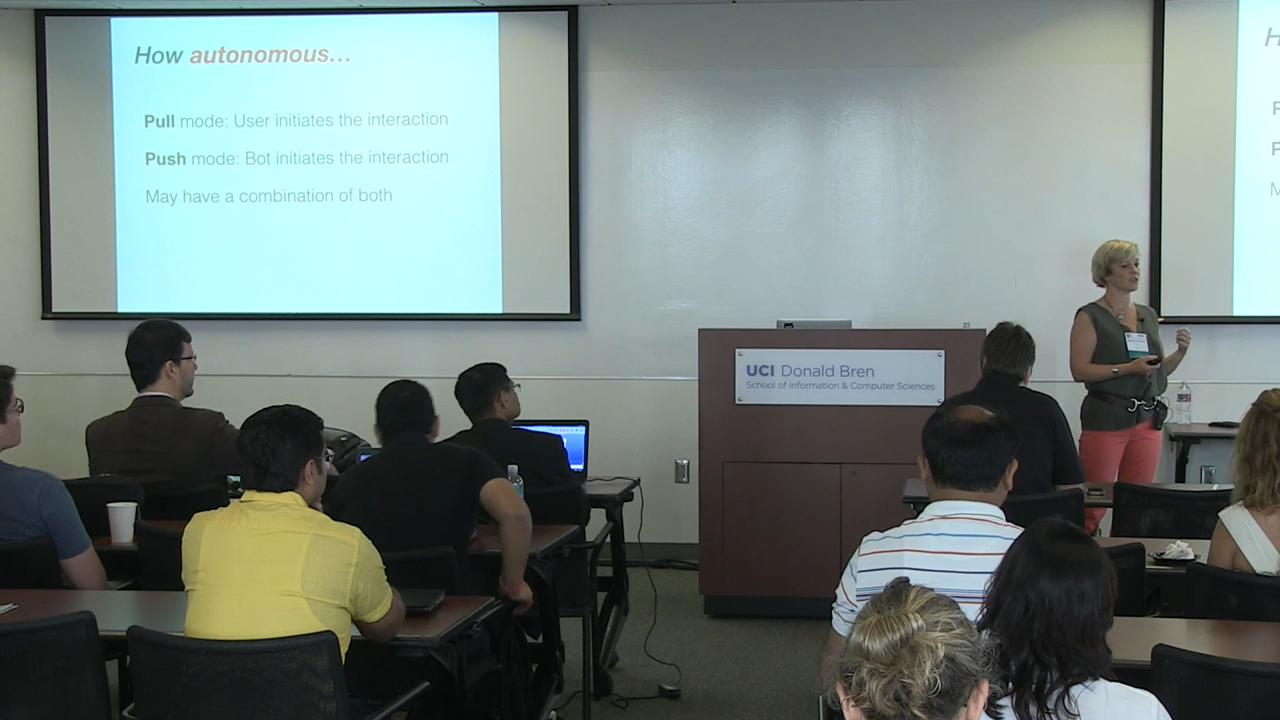 How autonomous...
Pull mode: User initiates the interaction
Push mode: Bot initiates the interaction
May have a combination of both
UCI Donald Bren
School of Information & Computer Sciences
H
P
P
M